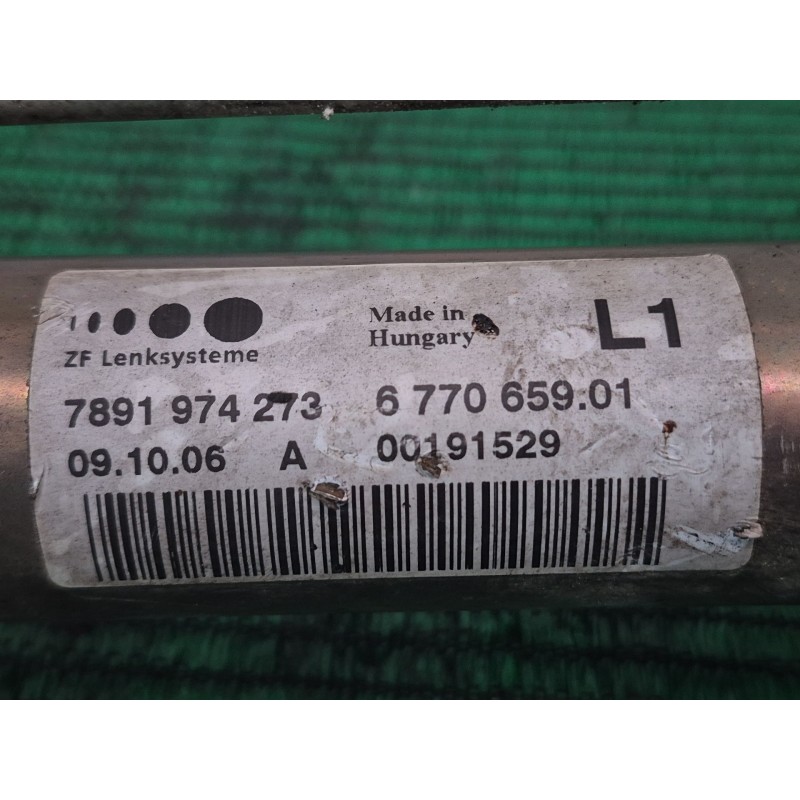 ZF Lenksysteme
Made in
Hungary
L1
7891 974 273 6 770 659.01
09.10.06 A 00191529